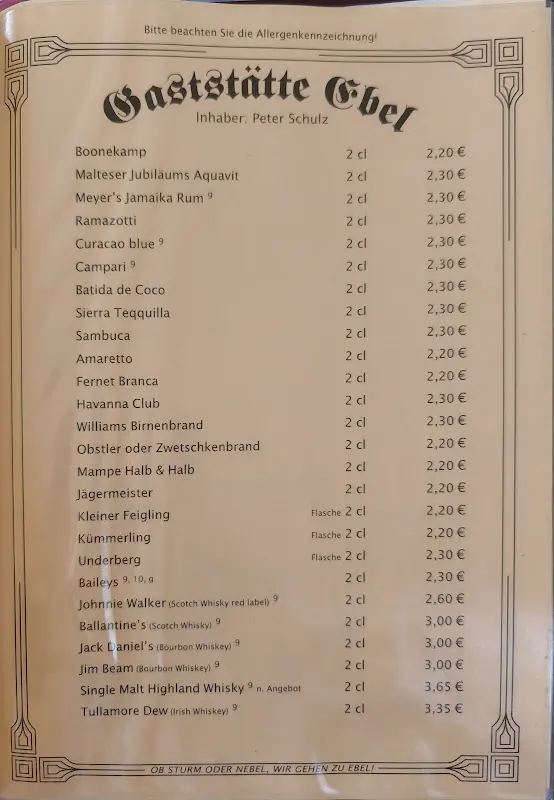 Bitte beachten Sie die Allergenkennzeichnung!
Gaststätte Ebel
Inhaber: Peter Schulz
Boonekamp 2 cl 2,20 €
Malteser Jubiläums Aquavit 2 cl 2,30 €
Meyer's Jamaika Rum 9 2 cl 2,30 €
Ramazotti 2 cl 2,30 €
Curacao blue 9 2 cl 2,30 €
Campari 9 2 cl 2,30 €
Batida de Coco 2 cl 2,30 €
Sierra Teqquilla 2 cl 2,30 €
Sambuca 2 cl 2,30 €
Amaretto 2 cl 2,20 €
Fernet Branca 2 cl 2,20 €
Havanna Club 2 cl 2,30 €
Williams Birnenbrand 2 cl 2,30 €
Obstler oder Zwetschkenbrand 2 cl 2,20 €
Mampe Halb & Halb 2 cl 2,20 €
Jägermeister 2 cl 2,20 €
Kleiner Feigling Flasche 2 cl 2,20 €
Kümmerling Flasche 2 cl 2,20 €
Underberg Flasche 2 cl 2,30 €
Baileys 9, 10, g 2 cl 2,30 €
Johnnie Walker (Scotch Whisky red label) 9 2 cl 2,60 €
Ballantine's (Scotch Whisky) 9 2 cl 3,00 €
Jack Daniel's (Bourbon Whiskey) 9 2 cl 3,00 €
Jim Beam (Bourbon Whiskey) 9 2 cl 3,00 €
Single Malt Highland Whisky 9 n. Angebot 2 cl 3,65 €
Tullamore Dew (Irish Whiskey) 9 2 cl 3,35 €
OB STURM ODER NEBEL, WIR GEHEN ZU EBEL!